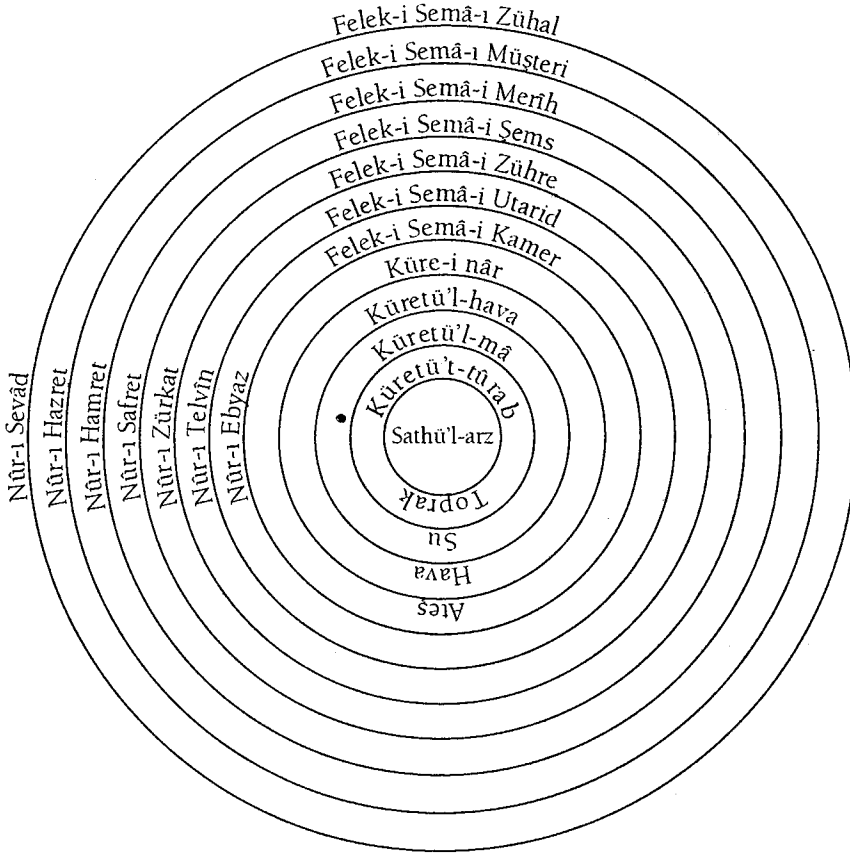 Felek-i Semâ-ı Zühal
Felek-i Semâ-ı Müşteri
Felek-i Semâ-i Merîh
Felek-i Semâ-i Şems
Felek-i Semâ-i Zühre
Felek-i Semâ-i Utarid
Felek-i Semâ-i Kamer
Küre-i nâr
Küretü'l-hava
Küretü'l-mâ
Küretü't-tûrab
Sathü'l-arz
Toprak
Su
Hava
Ateş
Nûr-ı Sevâd
Nûr-ı Hazret
Nûr-ı Hamret
Nûr-ı Safret
Nûr-ı Zürkat
Nûr-ı Telvîn
Nûr-ı Ebyaz